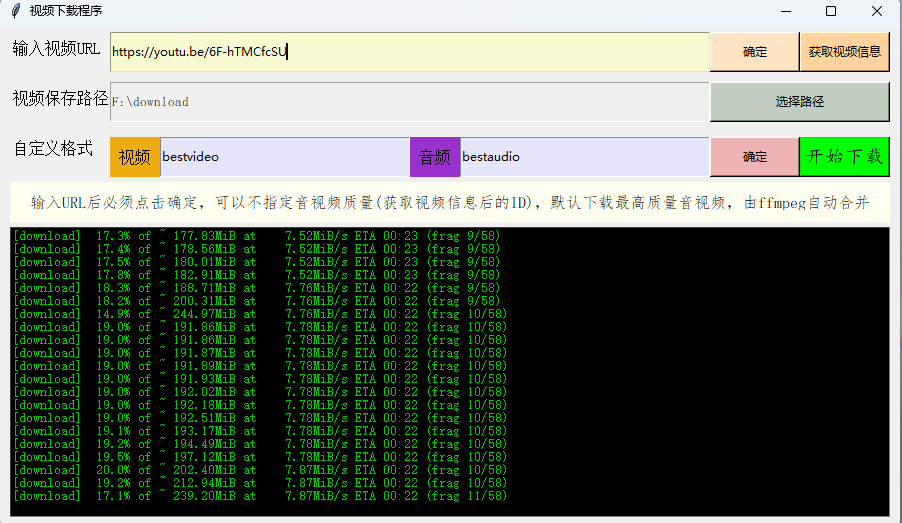 视频下载程序
输入视频URL https://youtu.be/6F-hTMCfcSU 确定 获取视频信息
视频保存路径 F:\download 选择路径
自定义格式 视频 bestvideo 音频 bestaudio 确定 开始下载
输入URL后必须点击确定，可以不指定音视频质量(获取视频信息后的ID)，默认下载最高质量音视频，由ffmpeg自动合并
[download]  17.3% of ~ 177.83MiB at    7.52MiB/s ETA 00:23 (frag 9/58)
[download]  17.4% of ~ 178.56MiB at    7.52MiB/s ETA 00:22 (frag 9/58)
[download]  17.5% of ~ 180.01MiB at    7.52MiB/s ETA 00:22 (frag 9/58)
[download]  17.8% of ~ 182.91MiB at    7.52MiB/s ETA 00:22 (frag 9/58)
[download]  18.3% of ~ 188.71MiB at    7.76MiB/s ETA 00:22 (frag 9/58)
[download]  18.2% of ~ 200.31MiB at    7.76MiB/s ETA 00:22 (frag 9/58)
[download]  14.9% of ~ 244.97MiB at    7.76MiB/s ETA 00:22 (frag 10/58)
[download]  19.0% of ~ 191.86MiB at    7.78MiB/s ETA 00:22 (frag 10/58)
[download]  19.0% of ~ 191.86MiB at    7.78MiB/s ETA 00:22 (frag 10/58)
[download]  19.0% of ~ 191.87MiB at    7.78MiB/s ETA 00:22 (frag 10/58)
[download]  19.0% of ~ 191.89MiB at    7.78MiB/s ETA 00:22 (frag 10/58)
[download]  19.0% of ~ 191.93MiB at    7.78MiB/s ETA 00:22 (frag 10/58)
[download]  19.0% of ~ 192.02MiB at    7.78MiB/s ETA 00:22 (frag 10/58)
[download]  19.0% of ~ 192.18MiB at    7.78MiB/s ETA 00:22 (frag 10/58)
[download]  19.0% of ~ 192.51MiB at    7.78MiB/s ETA 00:22 (frag 10/58)
[download]  19.1% of ~ 193.17MiB at    7.78MiB/s ETA 00:22 (frag 10/58)
[download]  19.2% of ~ 194.49MiB at    7.78MiB/s ETA 00:22 (frag 10/58)
[download]  19.5% of ~ 197.12MiB at    7.78MiB/s ETA 00:22 (frag 10/58)
[download]  20.0% of ~ 202.40MiB at    7.87MiB/s ETA 00:22 (frag 10/58)
[download]  19.2% of ~ 212.94MiB at    7.87MiB/s ETA 00:22 (frag 10/58)
[download]  17.1% of ~ 239.20MiB at    7.87MiB/s ETA 00:22 (frag 11/58)